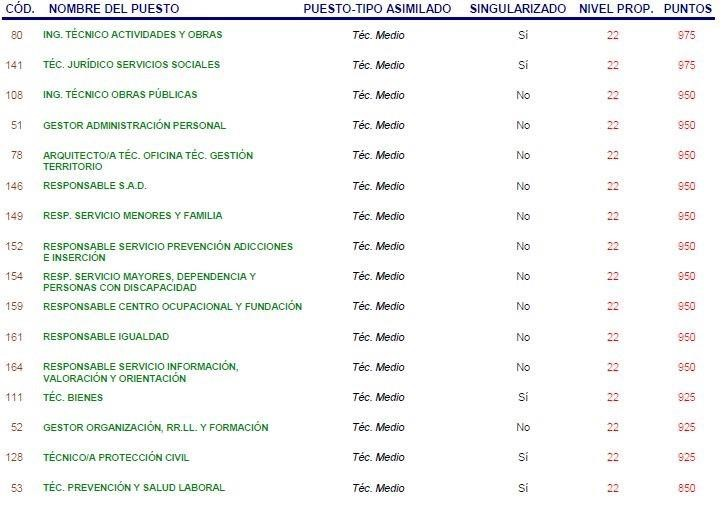 CÓD. NOMBRE DEL PUESTO PUESTO-TIPO ASIMILADO SINGULARIZADO NIVEL PROP. PUNTOS
80 ING. TÉCNICO ACTIVIDADES Y OBRAS Téc. Medio Sí 22 975
141 TÉC. JURÍDICO SERVICIOS SOCIALES Téc. Medio Sí 22 975
108 ING. TÉCNICO OBRAS PÚBLICAS Téc. Medio No 22 950
51 GESTOR ADMINISTRACIÓN PERSONAL Téc. Medio No 22 950
78 ARQUITECTO/A TÉC. OFICINA TÉC. GESTIÓN Téc. Medio No 22 950
TERRITORIO
146 RESPONSABLE S.A.D. Téc. Medio No 22 950
149 RESP. SERVICIO MENORES Y FAMILIA Téc. Medio No 22 950
152 RESPONSABLE SERVICIO PREVENCIÓN ADICCIONES Téc. Medio No 22 950
E INSERCIÓN
154 RESP. SERVICIO MAYORES, DEPENDENCIA Y Téc. Medio No 22 950
PERSONAS CON DISCAPACIDAD
159 RESPONSABLE CENTRO OCUPACIONAL Y FUNDACIÓN Téc. Medio No 22 950
161 RESPONSABLE IGUALDAD Téc. Medio No 22 950
164 RESPONSABLE SERVICIO INFORMACIÓN, Téc. Medio No 22 950
VALORACIÓN Y ORIENTACIÓN
111 TÉC. BIENES Téc. Medio Sí 22 925
52 GESTOR ORGANIZACIÓN, RR.LL. Y FORMACIÓN Téc. Medio No 22 925
128 TÉCNICO/A PROTECCIÓN CIVIL Téc. Medio Sí 22 925
53 TÉC. PREVENCIÓN Y SALUD LABORAL Téc. Medio Sí 22 850